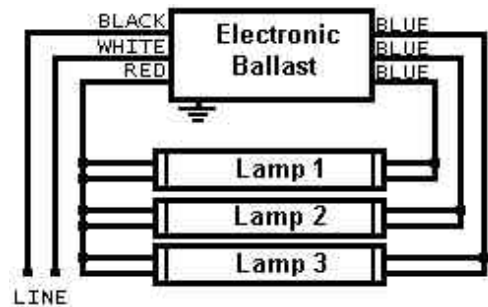 BLACK
WHITE
RED
Electronic
Ballast
BLUE
BLUE
BLUE
Lamp 1
Lamp 2
Lamp 3
LINE